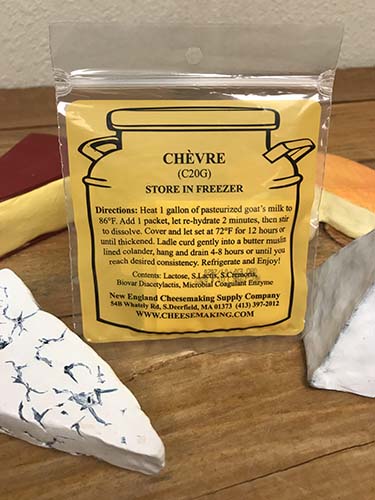 CHÈVRE
(C20G)
STORE IN FREEZER
Directions: Heat 1 gallon of pasteurized goat's milk to
86°F. Add 1 packet, let re-hydrate 2 minutes, then stir
to dissolve. Cover and let set at 72°F for 12 hours or
until thickened. Ladle curd gently into a butter muslin
lined colander, hang and drain 4-8 hours or until you
reach desired consistency. Refrigerate and Enjoy!
Contents: Lactose, S.Lactis, S.Cremoris,
Biovar Diacetylactis, Microbial Coagulant Enzyme
New England Cheesemaking Supply Company
54B Whately Rd, S.Deerfield, MA 01373 (413) 397-2012
WWW.CHEESEMAKING.COM